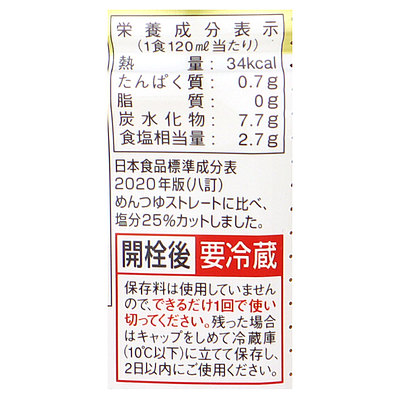 栄養成分表示
(1食120㎖当たり)
熱量:34kcal
たんぱく質:0.7g
脂質:0g
炭水化物:7.7g
食塩相当量:2.7g
日本食品標準成分表
2020年版(八訂)
めんつゆストレートに比べ、
塩分25%カットしました。
開栓後 要冷蔵
保存料は使用していません
ので、できるだけ1回で使い
切ってください。残った場合
はキャップをしめて冷蔵庫
(10℃以下)に立てて保存し、
2日以内にご使用ください。